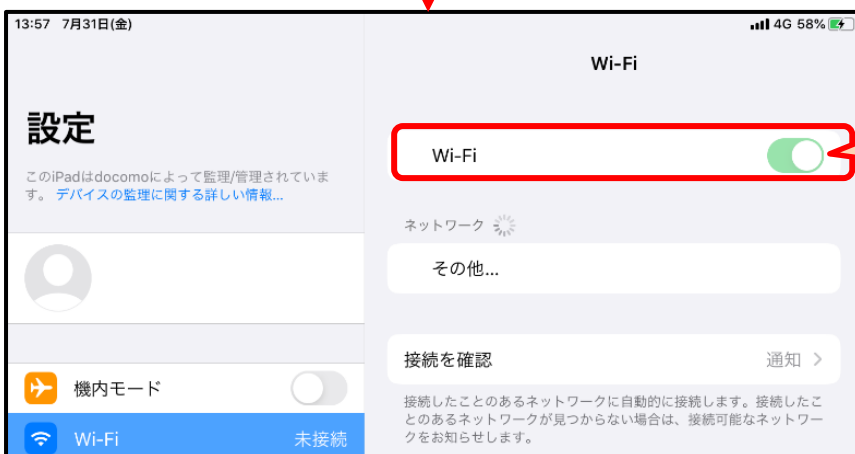 13:57 7月31日(金)
4G 58%
設定
このiPadはdocomoによって監理/管理されていま
す。 デバイスの監理に関する詳しい情報...
機内モード
Wi-Fi 未接続
Wi-Fi
Wi-Fi
ネットワーク
その他...
接続を確認 通知
接続したことのあるネットワークに自動的に接続します。接続したこ
とのあるネットワークが見つからない場合は、接続可能なネットワー
クをお知らせします。